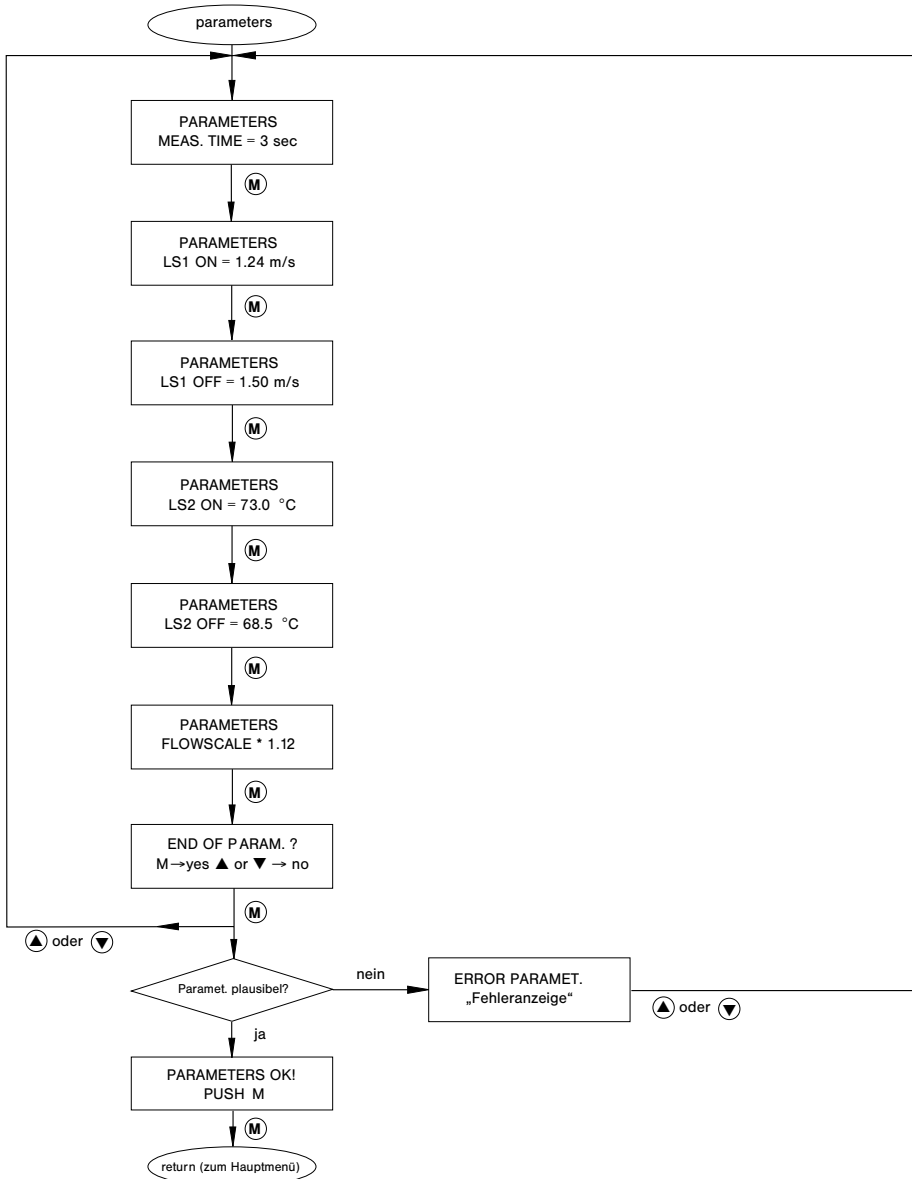 parameters
PARAMETERS
MEAS. TIME = 3 sec
M
PARAMETERS
LS1 ON = 1.24 m/s
M
PARAMETERS
LS1 OFF = 1.50 m/s
M
PARAMETERS
LS2 ON = 73.0 °C
M
PARAMETERS
LS2 OFF = 68.5 °C
M
PARAMETERS
FLOWSCALE * 1.12
M
END OF PARAM. ?
M→yes ▲ or ▼ → no
M
▲ oder ▼
Paramet. plausibel?
nein
ERROR PARAMET.
„Fehleranzeige“
▲ oder ▼
ja
PARAMETERS OK!
PUSH M
M
return (zum Hauptmenü)